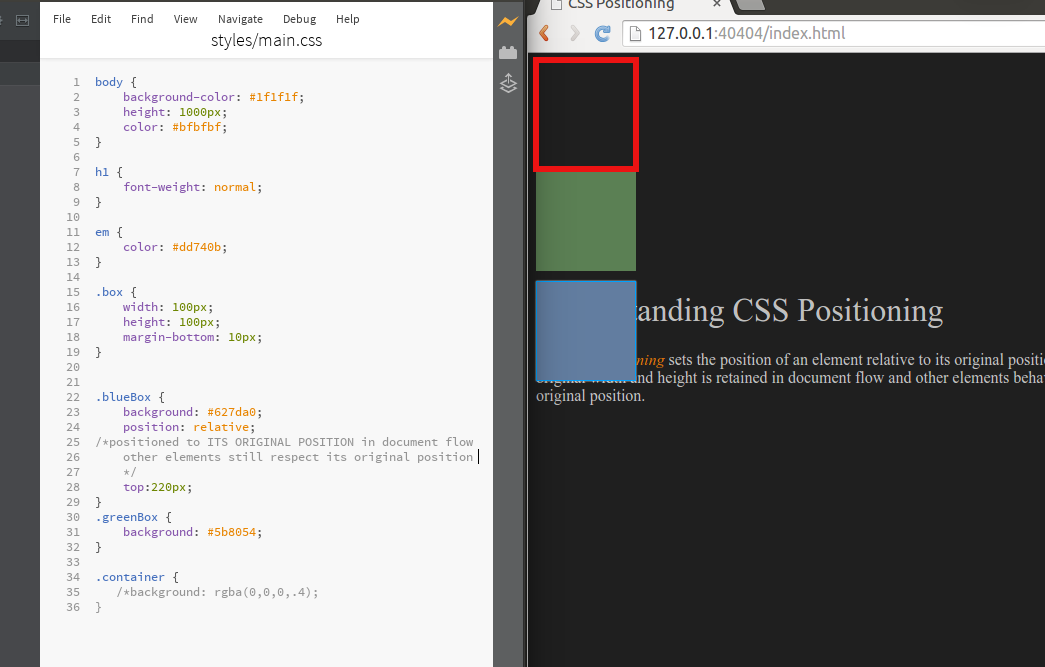 File Edit Find View Navigate Debug Help
styles/main.css
1 body {
2 background-color: #1f1f1f;
3 height: 1000px;
4 color: #bfbfbf;
5 }
6
7 h1 {
8 font-weight: normal;
9 }
10
11 em {
12 color: #dd740b;
13 }
14
15 .box {
16 width: 100px;
17 height: 100px;
18 margin-bottom: 10px;
19 }
20
21
22 .blueBox {
23 background: #627da0;
24 position: relative;
25 /*positioned to ITS ORIGINAL POSITION in document flow
26 other elements still respect its original position
27 */
28 top:220px;
29 }
30 .greenBox {
31 background: #5b8054;
32 }
33
34 .container {
35 /*background: rgba(0,0,0,.4);
36 }
CSS Positioning
127.0.0.1:40404/index.html
tanding CSS Positioning
ning sets the position of an element relative to its original positi
original width and height is retained in document flow and other elements beha
original position.